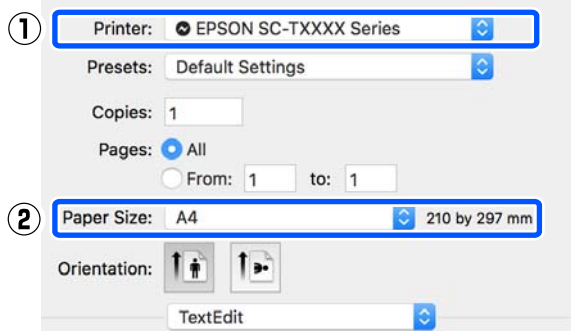 ① Printer: EPSON SC-TXXXX Series
Presets: Default Settings
Copies: 1
Pages: All
From: 1 to: 1
② Paper Size: A4 210 by 297 mm
Orientation:
TextEdit